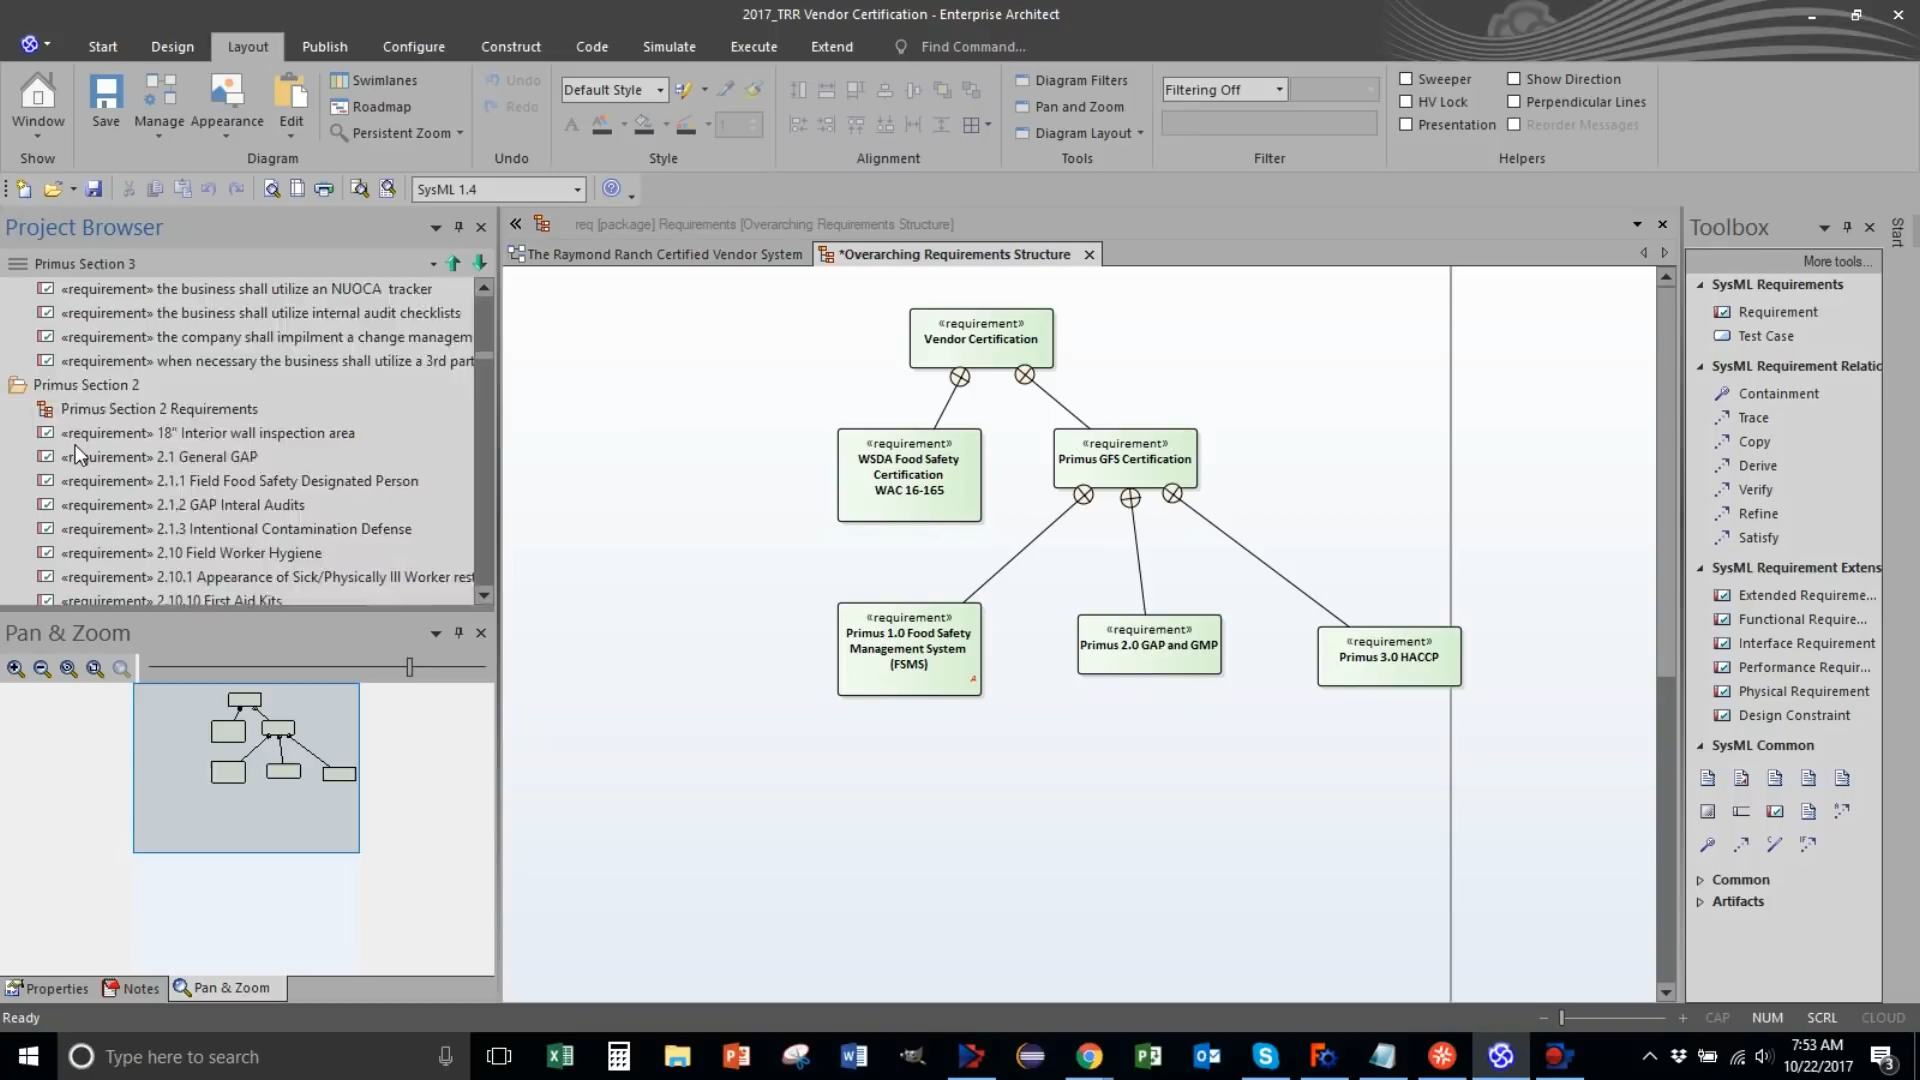 2017_TRR Vendor Certification - Enterprise Architect
Start
Design
Layout
Publish
Configure
Construct
Code
Simulate
Execute
Extend
Find Command...
Window
Save
Manage
Appearance
Edit
Swimlanes
Roadmap
Persistent Zoom
Undo
Redo
Default Style
1
Diagram Filters
Pan and Zoom
Diagram Layout
Filtering Off
Sweeper
HV Lock
Presentation
Show Direction
Perpendicular Lines
Reorder Messages
Show
Diagram
Undo
Style
Alignment
Tools
Filter
Helpers
SysML 1.4
Project Browser
Primus Section 3
«requirement» the business shall utilize an NUOCA tracker
«requirement» the business shall utilize internal audit checklists
«requirement» the company shall impilment a change managem
«requirement» when necessary the business shall utilize a 3rd part
Primus Section 2
Primus Section 2 Requirements
«requirement» 18" Interior wall inspection area
«requirement» 2.1 General GAP
«requirement» 2.1.1 Field Food Safety Designated Person
«requirement» 2.1.2 GAP Interal Audits
«requirement» 2.1.3 Intentional Contamination Defense
«requirement» 2.10 Field Worker Hygiene
«requirement» 2.10.1 Appearance of Sick/Physically Ill Worker rest
«requirement» 2.10.10 First Aid Kits
Pan & Zoom
Properties
Notes
Pan & Zoom
req [package] Requirements [Overarching Requirements Structure]
The Raymond Ranch Certified Vendor System
*Overarching Requirements Structure
«requirement»
Vendor Certification
«requirement»
WSDA Food Safety
Certification
WAC 16-165
«requirement»
Primus GFS Certification
«requirement»
Primus 1.0 Food Safety
Management System
(FSMS)
A
«requirement»
Primus 2.0 GAP and GMP
«requirement»
Primus 3.0 HACCP
Toolbox
More tools...
SysML Requirements
Requirement
Test Case
SysML Requirement Relatic
Containment
Trace
Copy
Derive
Verify
Refine
Satisfy
SysML Requirement Extens
Extended Requireme...
Functional Require...
Interface Requirement
Performance Requir...
Physical Requirement
Design Constraint
SysML Common
Common
Artifacts
Start
Ready
CAP
NUM
SCRL
CLOUD
Type here to search
7:53 AM
10/22/2017
3